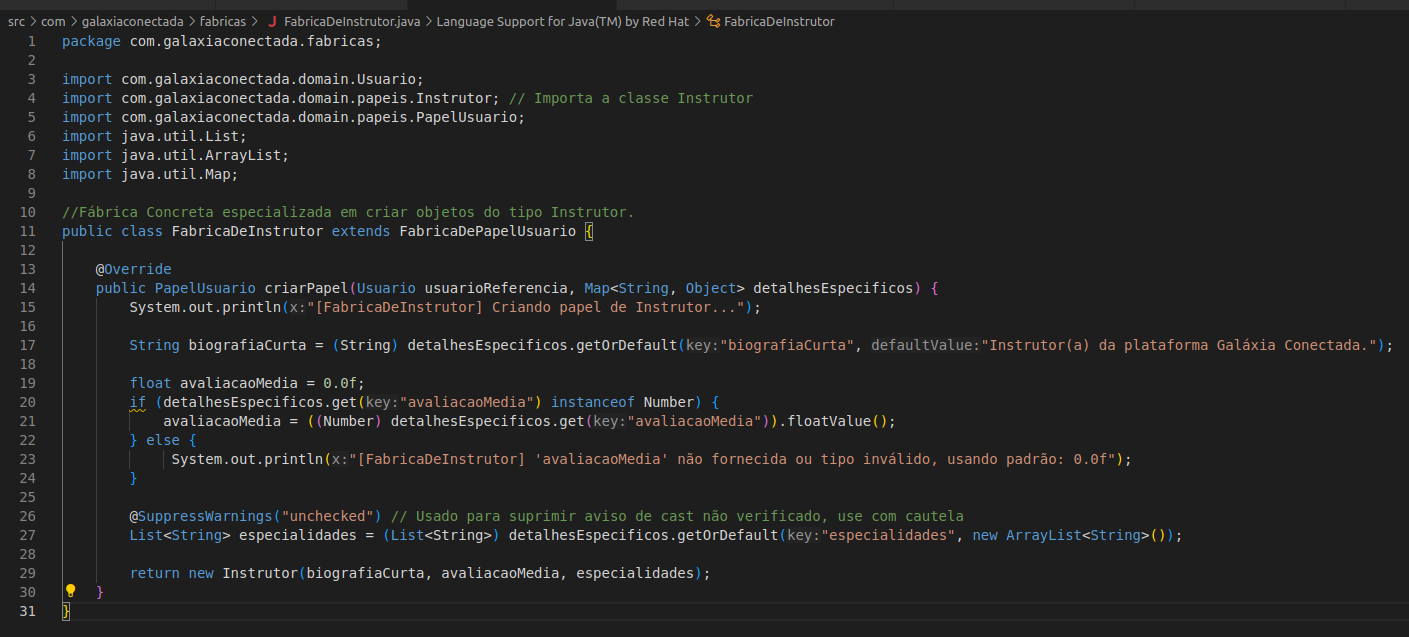 src > com > galaxiaconectada > fabricas > J FabricaDeInstrutor.java > Language Support for Java(TM) by Red Hat > FabricaDeInstrutor
1 package com.galaxiaconectada.fabricas;
2
3 import com.galaxiaconectada.domain.Usuario;
4 import com.galaxiaconectada.domain.papeis.Instrutor; // Importa a classe Instrutor
5 import com.galaxiaconectada.domain.papeis.PapelUsuario;
6 import java.util.List;
7 import java.util.ArrayList;
8 import java.util.Map;
9
10 //Fábrica Concreta especializada em criar objetos do tipo Instrutor.
11 public class FabricaDeInstrutor extends FabricaDePapelUsuario {
12
13     @Override
14     public PapelUsuario criarPapel(Usuario usuarioReferencia, Map<String, Object> detalhesEspecificos) {
15         System.out.println(x:"[FabricaDeInstrutor] Criando papel de Instrutor...");
16
17         String biografiaCurta = (String) detalhesEspecificos.getOrDefault(key:"biografiaCurta", defaultValue:"Instrutor(a) da plataforma Galáxia Conectada.");
18
19         float avaliacaoMedia = 0.0f;
20         if (detalhesEspecificos.get(key:"avaliacaoMedia") instanceof Number) {
21             avaliacaoMedia = ((Number) detalhesEspecificos.get(key:"avaliacaoMedia")).floatValue();
22         } else {
23              System.out.println(x:"[FabricaDeInstrutor] 'avaliacaoMedia' não fornecida ou tipo inválido, usando padrão: 0.0f");
24         }
25
26         @SuppressWarnings("unchecked") // Usado para suprimir aviso de cast não verificado, use com cautela
27         List<String> especialidades = (List<String>) detalhesEspecificos.getOrDefault(key:"especialidades", new ArrayList<String>());
28
29         return new Instrutor(biografiaCurta, avaliacaoMedia, especialidades);
30     }
31 }